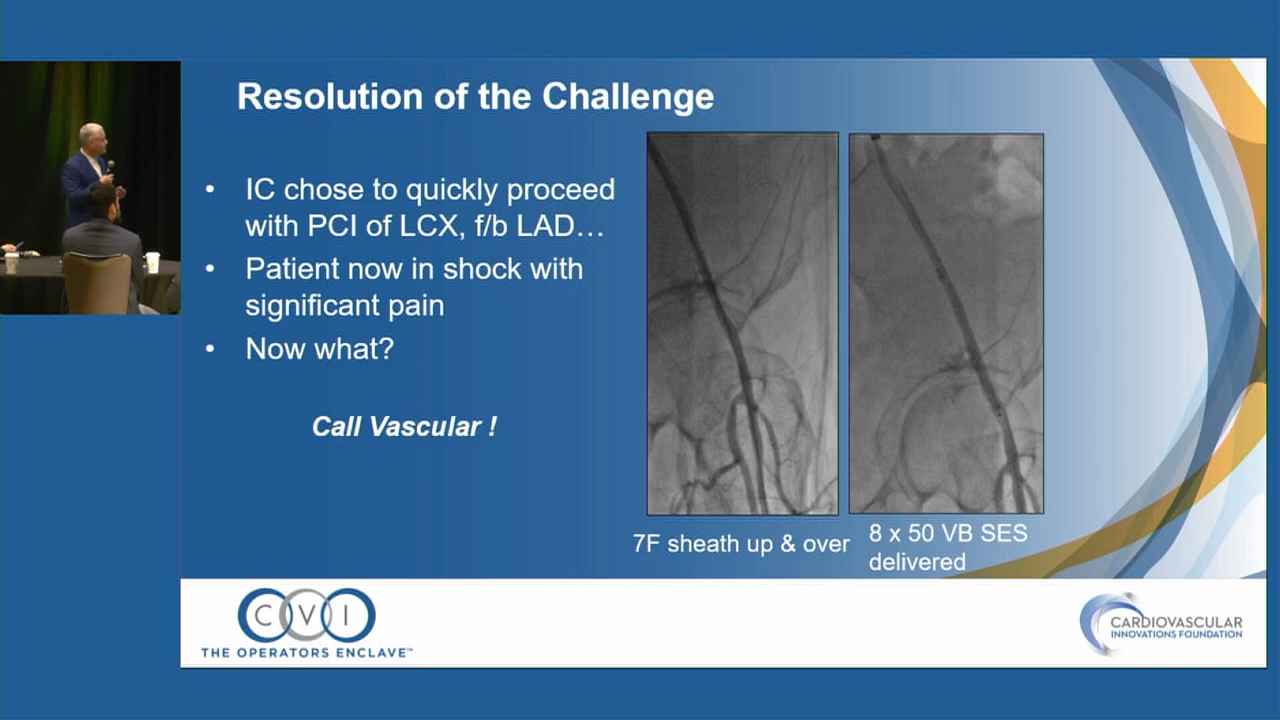 Resolution of the Challenge
• IC chose to quickly proceed
with PCI of LCX, f/b LAD…
• Patient now in shock with
significant pain
• Now what?
Call Vascular !
7F sheath up & over
8 x 50 VB SES
delivered
CVI
THE OPERATORS ENCLAVE™
CARDIOVASCULAR
INNOVATIONS FOUNDATION